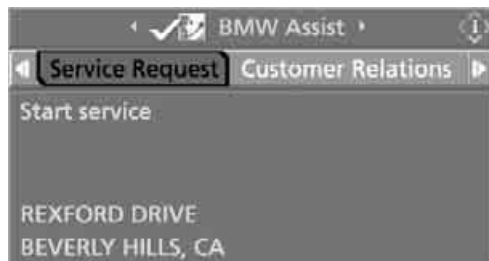 BMW Assist
Service Request Customer Relations
Start service
REXFORD DRIVE
BEVERLY HILLS, CA